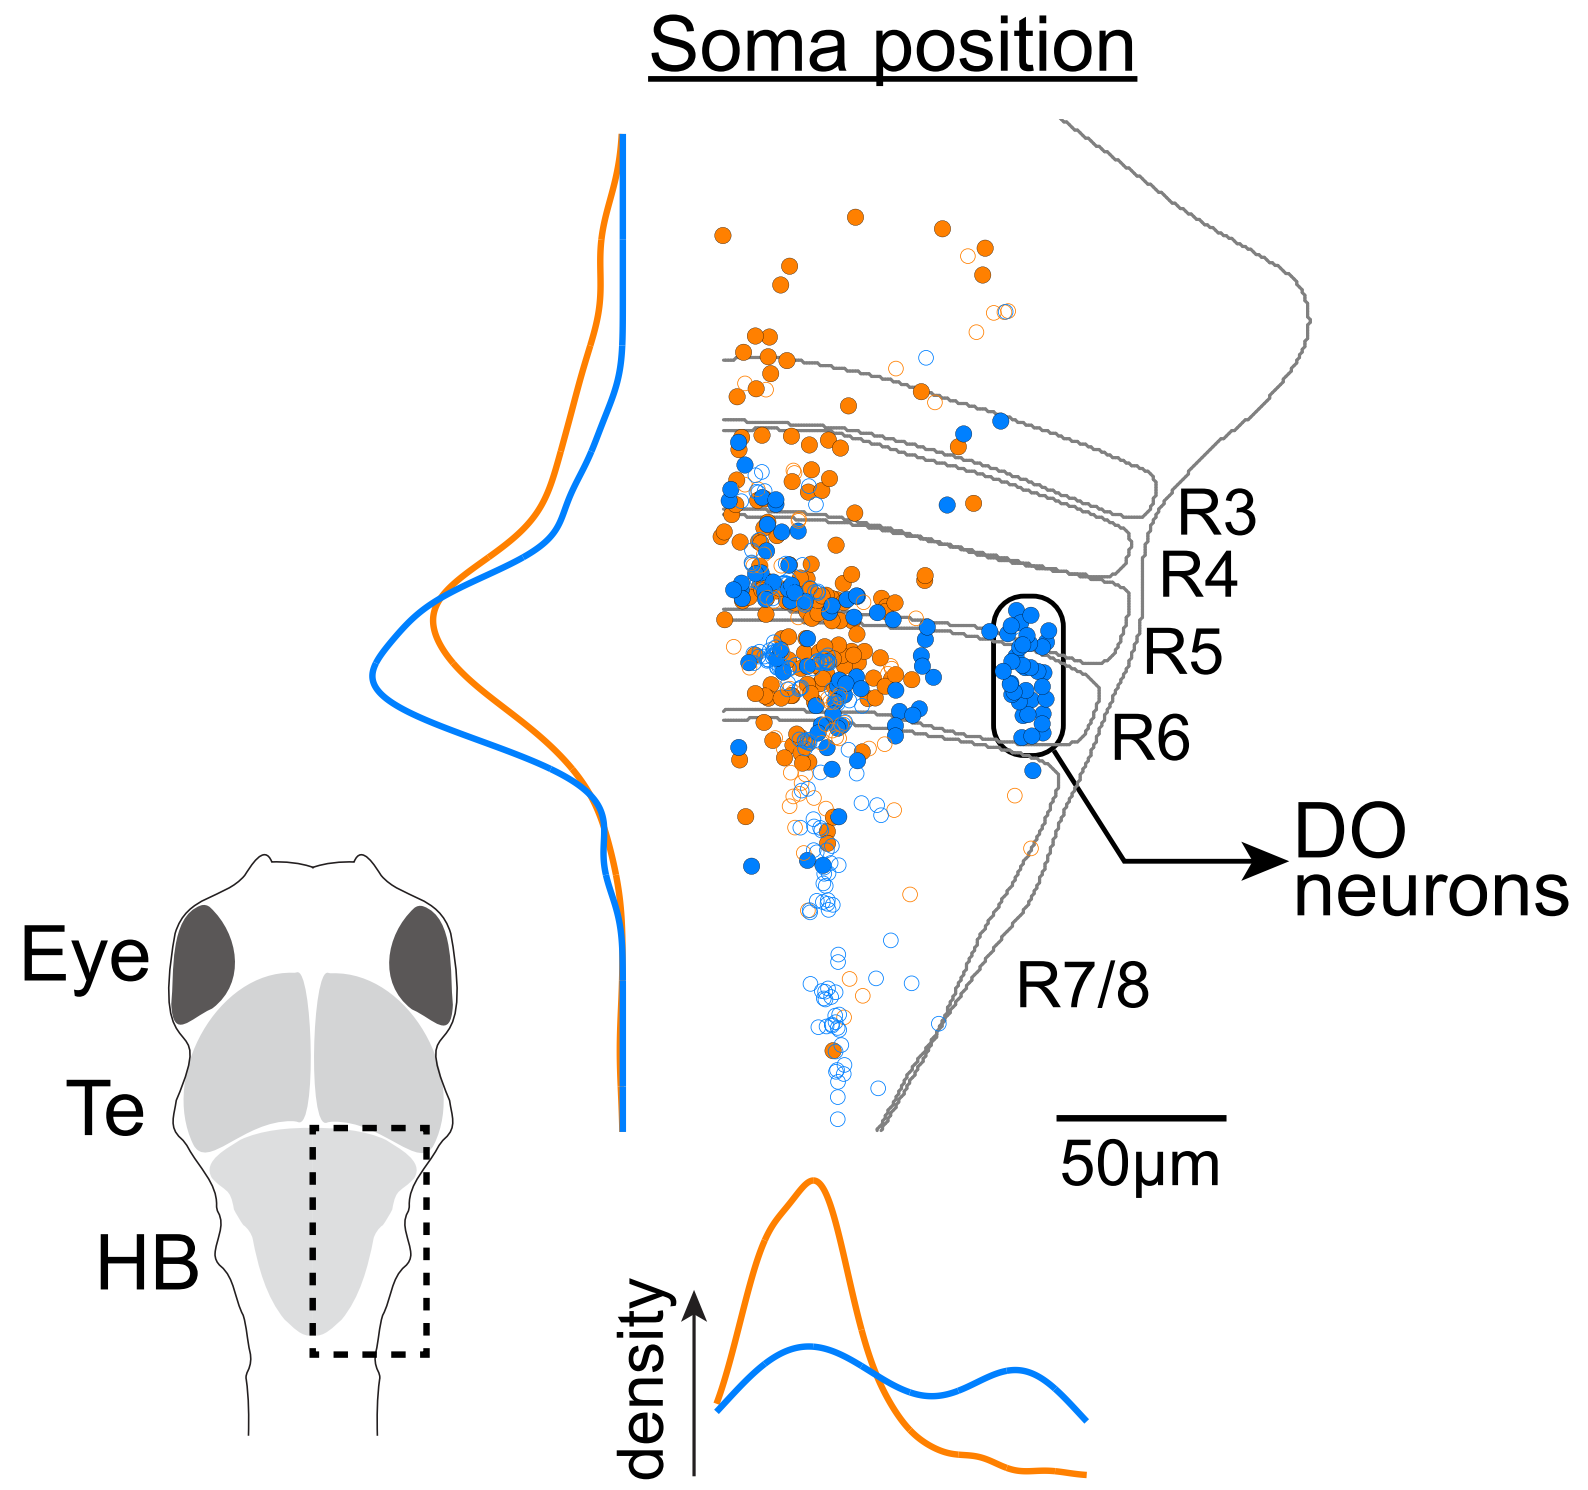 Soma position
R3
R4
R5
R6
DO
neurons
Eye
R7/8
Te
50µm
HB
density